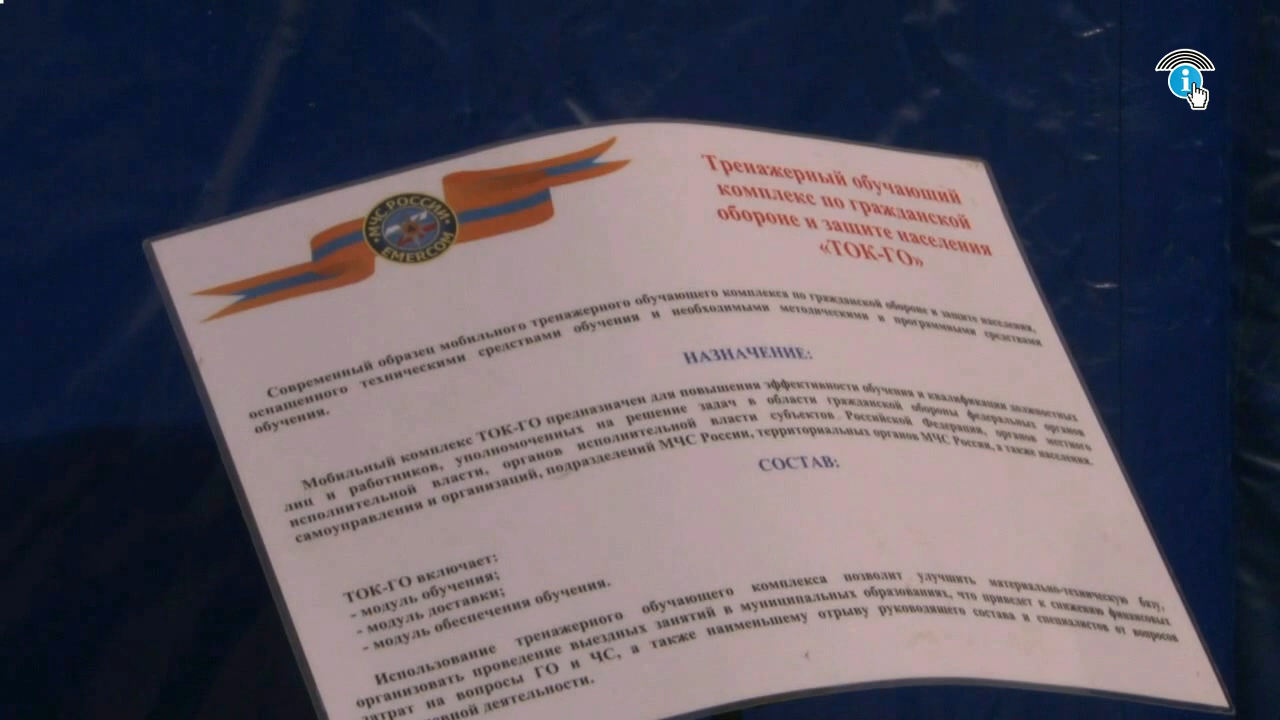 МЧС РОССИИ
EMERCOM
Тренажерный обучающий
комплекс по гражданской
обороне и защите населения
«ТОК-ГО»
Современный образец мобильного тренажерного обучающего комплекса по гражданской обороне и защите населения,
оснащенного техническими средствами обучения и необходимыми методическими и программными средствами
обучения.
НАЗНАЧЕНИЕ:
Мобильный комплекс ТОК-ГО предназначен для повышения эффективности обучения и квалификации должностных
лиц и работников, уполномоченных на решение задач в области гражданской обороны федеральных органов
исполнительной власти, органов исполнительной власти субъектов Российской Федерации, органов местного
самоуправления и организаций, подразделений МЧС России, территориальных органов МЧС России, а также населения.
СОСТАВ:
ТОК-ГО включает:
- модуль обучения;
- модуль доставки;
- модуль обеспечения обучения.
Использование тренажерного обучающего комплекса позволит улучшить материально-техническую базу,
организовать проведение выездных занятий в муниципальных образованиях, что приведет к снижению финансовых
затрат на вопросы ГО и ЧС, а также наименьшему отрыву руководящего состава и специалистов от вопросов
деятельности.